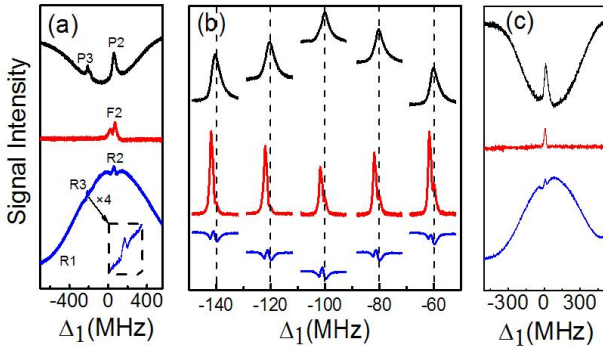 (a)
(b)
(c)
Signal Intensity
P3
P2
F2
R2
R3
×4
R1
-400
0
400
-140
-120
-100
-80
-60
-300
0
300
Δ₁(MHz)
Δ₁(MHz)
Δ₁(MHz)